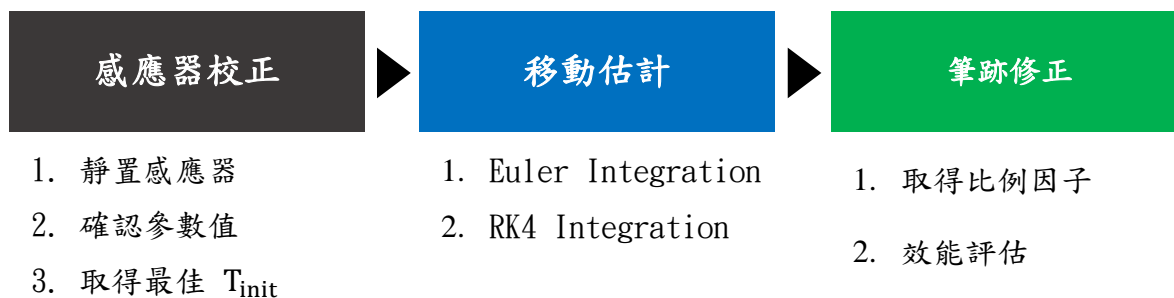 感應器校正
1. 靜置感應器
2. 確認參數值
3. 取得最佳 T_init
移動估計
1. Euler Integration
2. RK4 Integration
筆跡修正
1. 取得比例因子
2. 效能評估